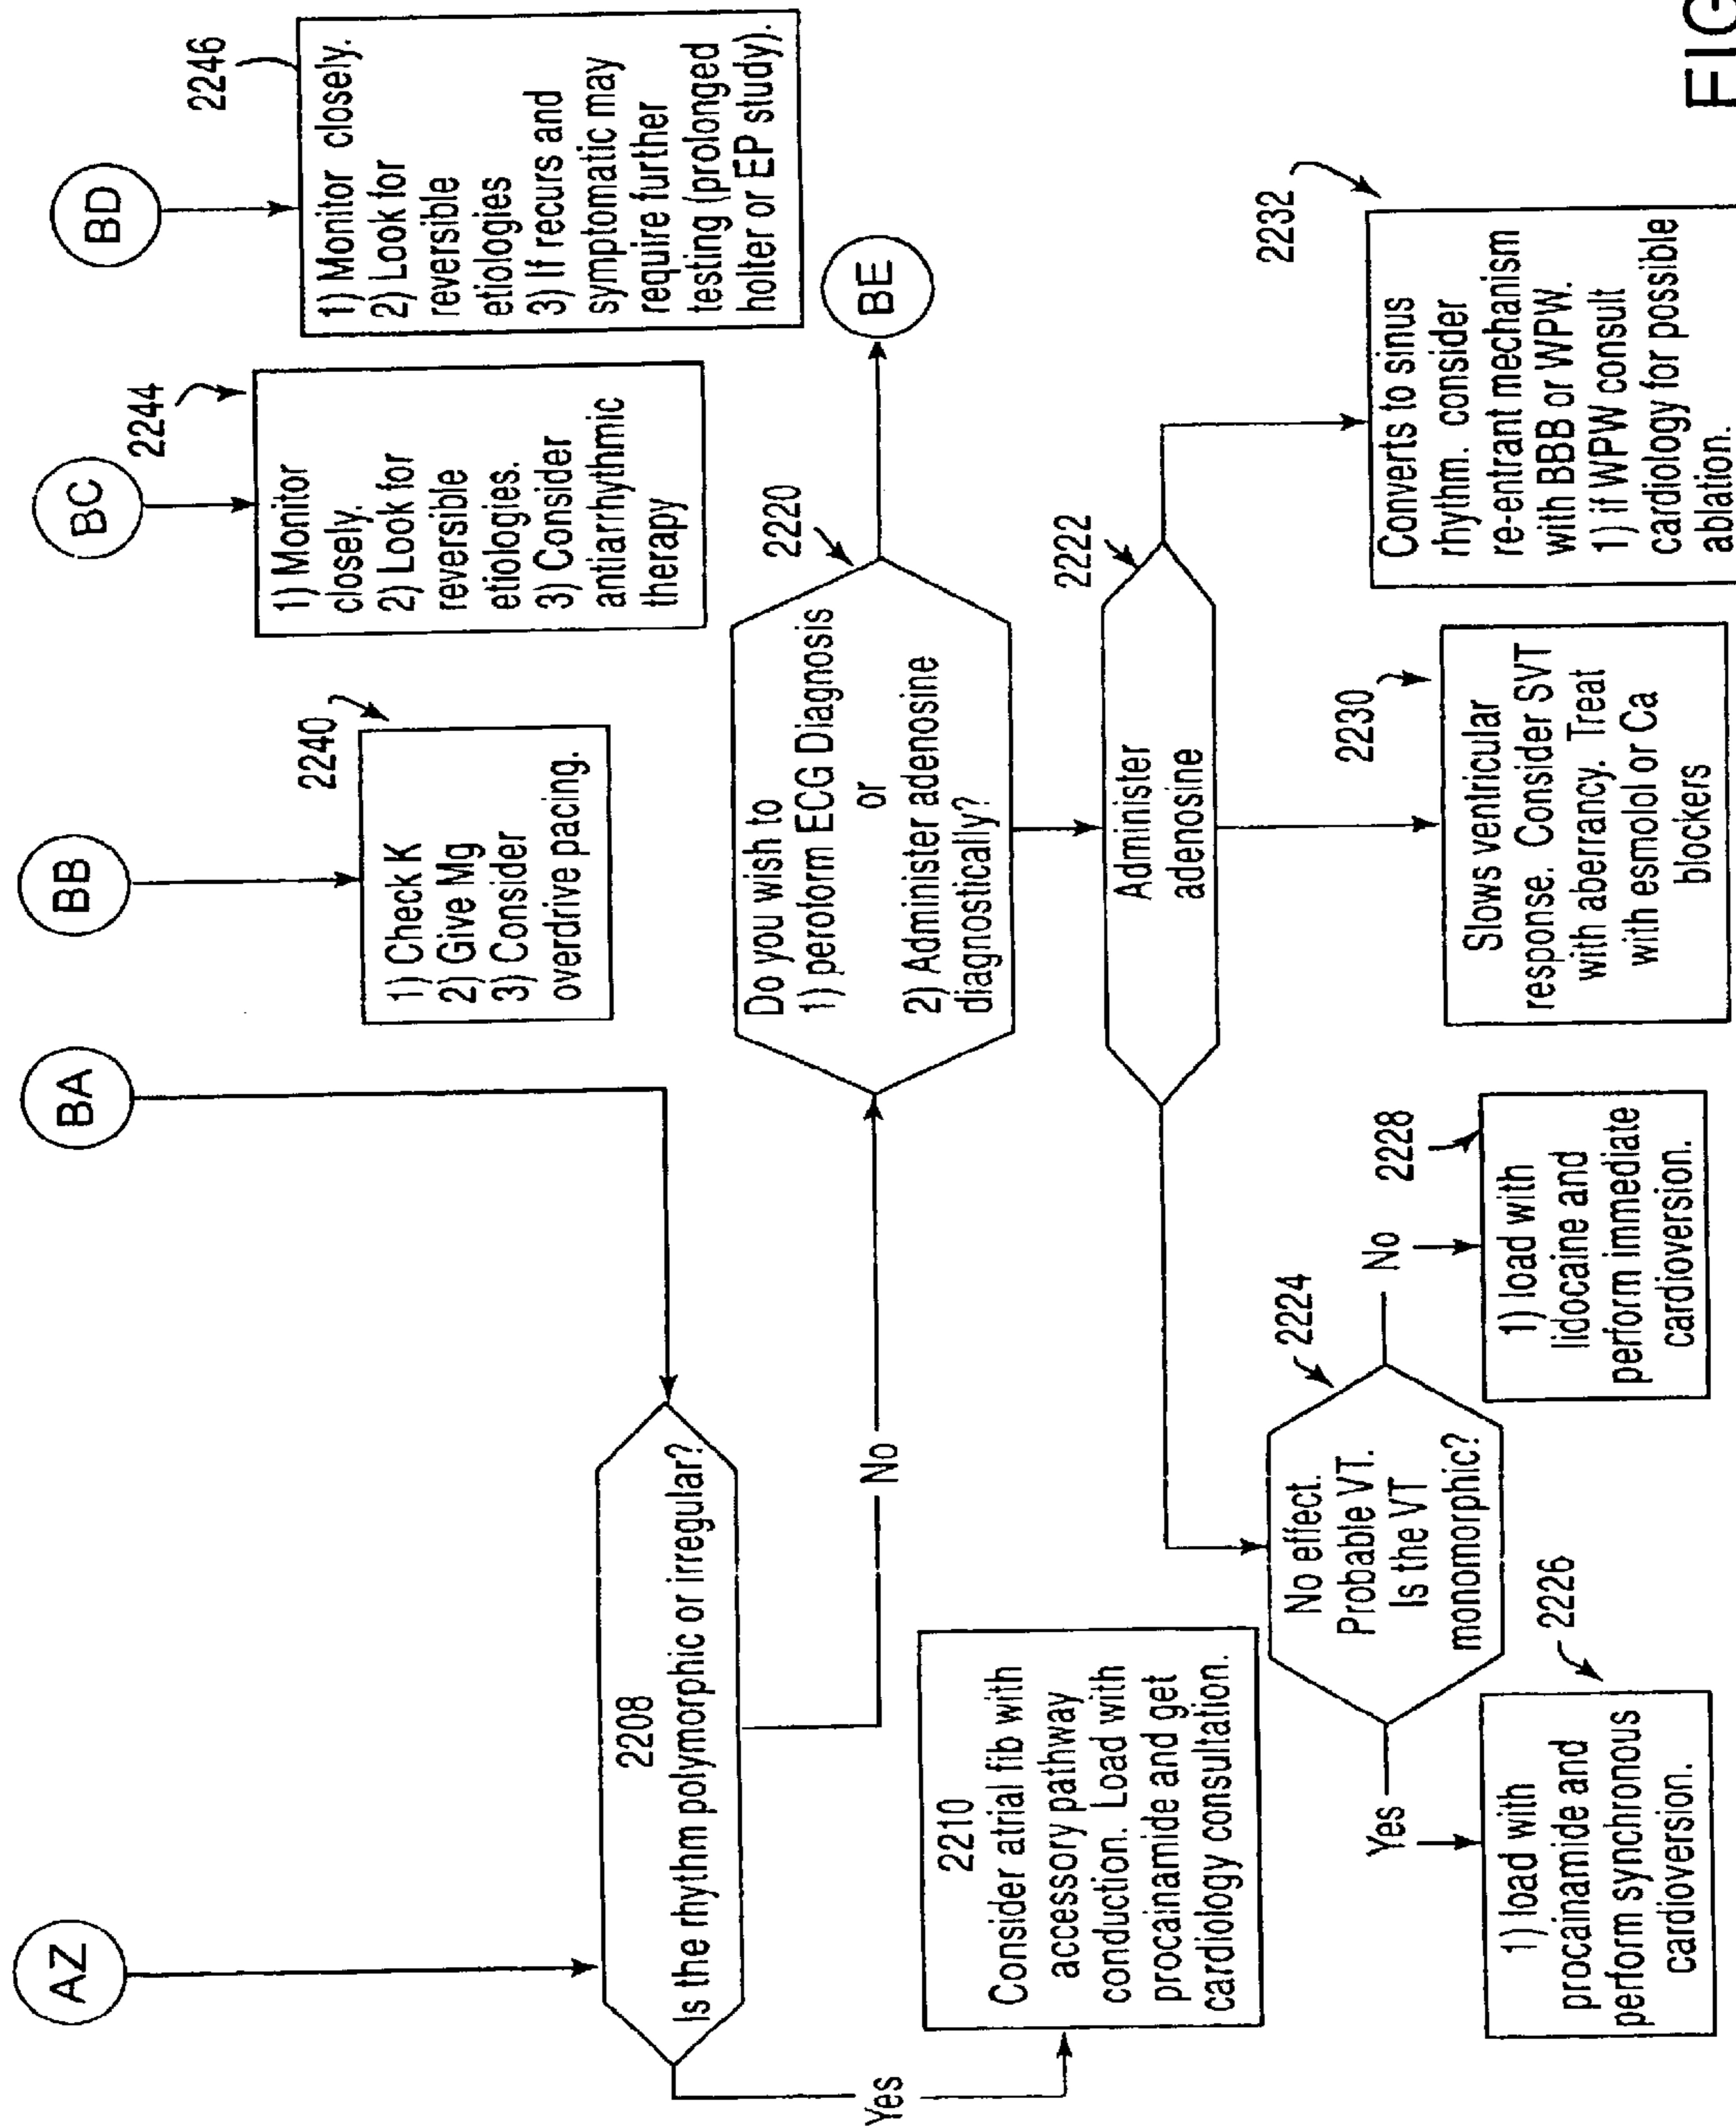 AZ
BA
BB
BC
BD
2208
Is the rhythm polymorphic or irregular?
Yes
No
2210
Consider atrial fib with
accessory pathway
conduction. Load with
procainamide and get
cardiology consultation.
2240
1) Check K
2) Give Mg
3) Consider
overdrive pacing.
2244
1) Monitor
closely.
2) Look for
reversible
etiologies.
3) Consider
antiarrhythmic
therapy
2246
1) Monitor closely.
2) Look for
reversible
etiologies
3) If recurs and
symptomatic may
require further
testing (prolonged
holter or EP study).
2220
Do you wish to
1) peroform ECG Diagnosis
or
2) Administer adenosine
diagnostically?
BE
2222
Administer
adenosine
2224
No effect.
Probable VT.
Is the VT
monomorphic?
Yes
No
2226
1) load with
procainamide and
perform synchronous
cardioversion.
2228
1) load with
lidocaine and
perform immediate
cardioversion.
2230
Slows ventricular
response. Consider SVT
with aberrancy. Treat
with esmolol or Ca
blockers
2232
Converts to sinus
rhythm. consider
re-entrant mechanism
with BBB or WPW.
1) if WPW consult
cardiology for possible
ablation.
FIG